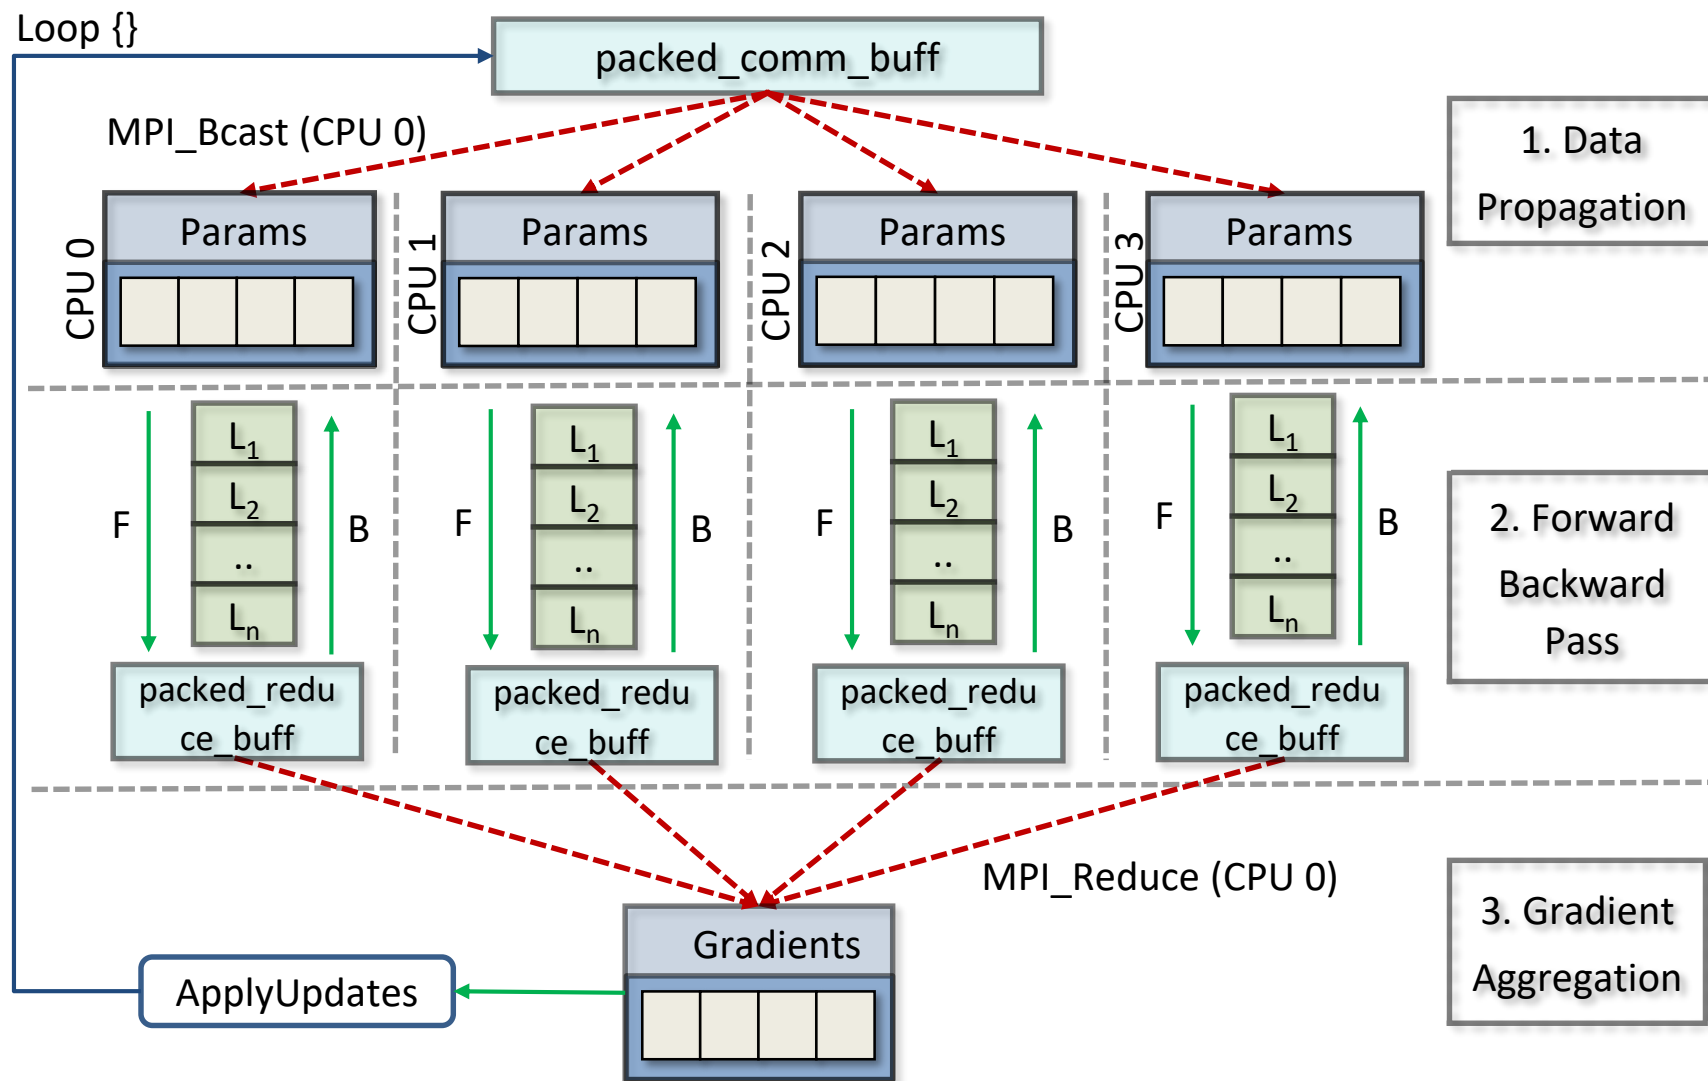 Loop {}
packed_comm_buff
MPI_Bcast (CPU 0)
1. Data
Propagation
CPU 0
Params
CPU 1
Params
CPU 2
Params
CPU 3
Params
F
L1
L2
..
Ln
B
F
L1
L2
..
Ln
B
F
L1
L2
..
Ln
B
F
L1
L2
..
Ln
B
2. Forward
Backward
Pass
packed_redu
ce_buff
packed_redu
ce_buff
packed_redu
ce_buff
packed_redu
ce_buff
MPI_Reduce (CPU 0)
3. Gradient
Aggregation
Gradients
ApplyUpdates